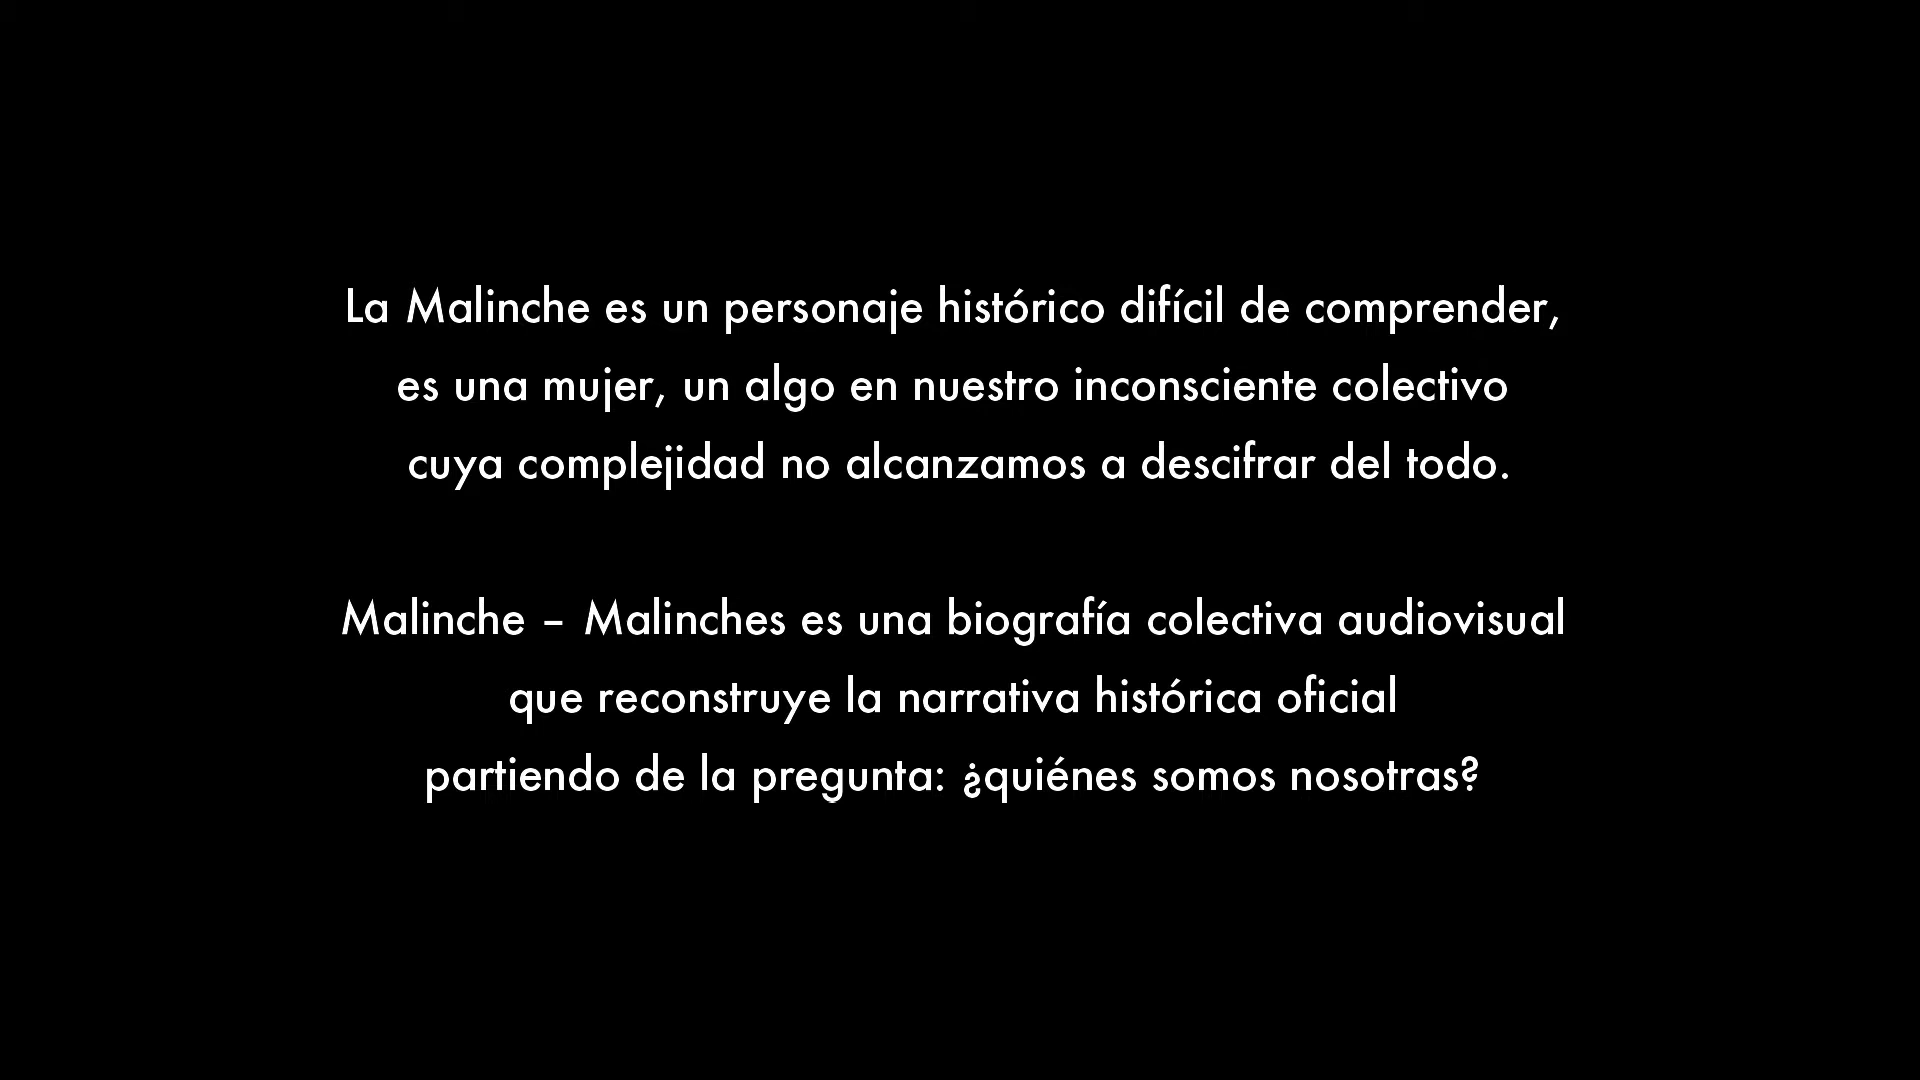 La Malinche es un personaje histórico difícil de comprender,
es una mujer, un algo en nuestro inconsciente colectivo
cuya complejidad no alcanzamos a descifrar del todo.
Malinche – Malinches es una biografía colectiva audiovisual
que reconstruye la narrativa histórica oficial
partiendo de la pregunta: ¿quiénes somos nosotras?